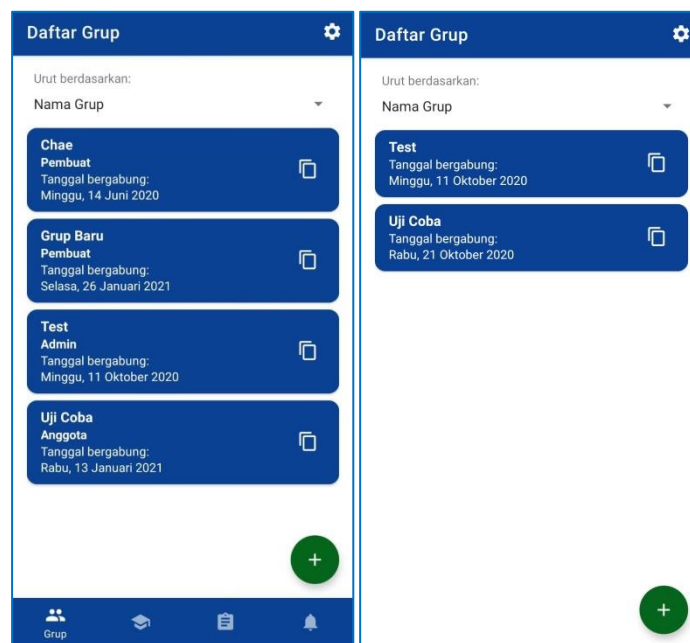 Daftar Grup
Urut berdasarkan:
Nama Grup
Chae
Pembuat
Tanggal bergabung:
Minggu, 14 Juni 2020
Grup Baru
Pembuat
Tanggal bergabung:
Selasa, 26 Januari 2021
Test
Admin
Tanggal bergabung:
Minggu, 11 Oktober 2020
Uji Coba
Anggota
Tanggal bergabung:
Rabu, 13 Januari 2021
+
Grup
Daftar Grup
Urut berdasarkan:
Nama Grup
Test
Tanggal bergabung:
Minggu, 11 Oktober 2020
Uji Coba
Tanggal bergabung:
Rabu, 21 Oktober 2020
+